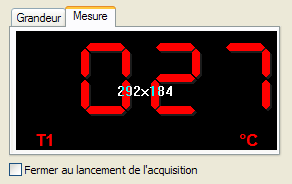 Grandeur Mesure
027
292×184
T1 °C
Fermer au lancement de l'acquisition